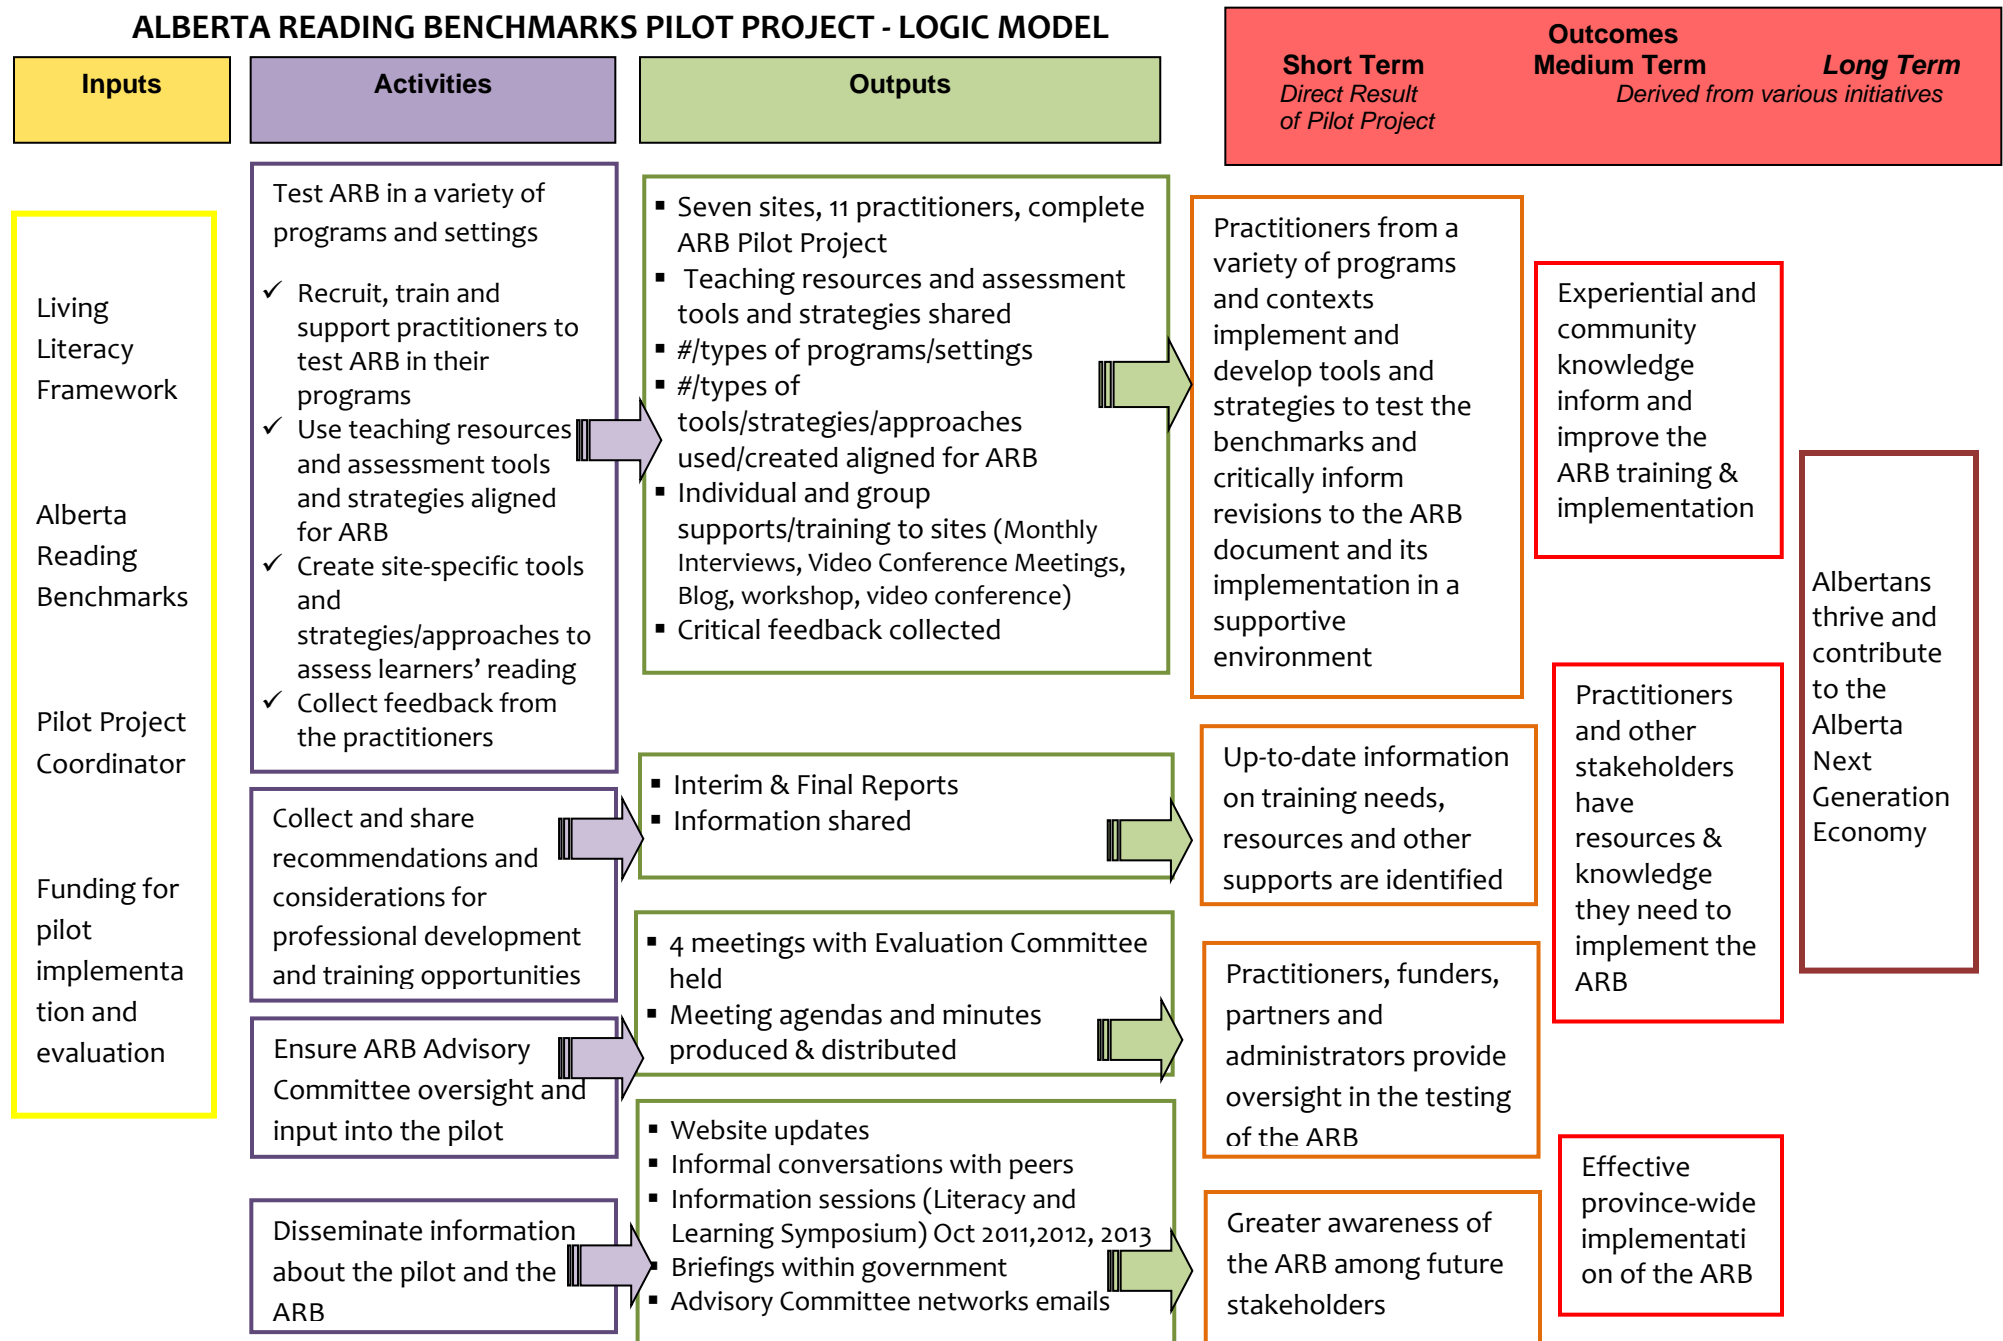 ALBERTA READING BENCHMARKS PILOT PROJECT - LOGIC MODEL
Inputs
Activities
Outputs
Outcomes
Short Term
Medium Term
Long Term
Direct Result
of Pilot Project
Derived from various initiatives
Living
Literacy
Framework
Alberta
Reading
Benchmarks
Pilot Project
Coordinator
Funding for
pilot
implementa
tion and
evaluation
Test ARB in a variety of
programs and settings
✓ Recruit, train and
support practitioners to
test ARB in their
programs
✓ Use teaching resources
and assessment tools
and strategies aligned
for ARB
✓ Create site-specific tools
and
strategies/approaches to
assess learners' reading
✓ Collect feedback from
the practitioners
Collect and share
recommendations and
considerations for
professional development
and training opportunities
Ensure ARB Advisory
Committee oversight and
input into the pilot
Disseminate information
about the pilot and the
ARB
▪ Seven sites, 11 practitioners, complete
ARB Pilot Project
▪ Teaching resources and assessment
tools and strategies shared
▪ #/types of programs/settings
▪ #/types of
tools/strategies/approaches
used/created aligned for ARB
▪ Individual and group
supports/training to sites (Monthly
Interviews, Video Conference Meetings,
Blog, workshop, video conference)
▪ Critical feedback collected
▪ Interim & Final Reports
▪ Information shared
▪ 4 meetings with Evaluation Committee
held
▪ Meeting agendas and minutes
produced & distributed
▪ Website updates
▪ Informal conversations with peers
▪ Information sessions (Literacy and
Learning Symposium) Oct 2011,2012, 2013
▪ Briefings within government
▪ Advisory Committee networks emails
Practitioners from a
variety of programs
and contexts
implement and
develop tools and
strategies to test the
benchmarks and
critically inform
revisions to the ARB
document and its
implementation in a
supportive
environment
Up-to-date information
on training needs,
resources and other
supports are identified
Practitioners, funders,
partners and
administrators provide
oversight in the testing
of the ARB
Greater awareness of
the ARB among future
stakeholders
Experiential and
community
knowledge
inform and
improve the
ARB training &
implementation
Practitioners
and other
stakeholders
have
resources &
knowledge
they need to
implement the
ARB
Effective
province-wide
implementati
on of the ARB
Albertans
thrive and
contribute
to the
Alberta
Next
Generation
Economy